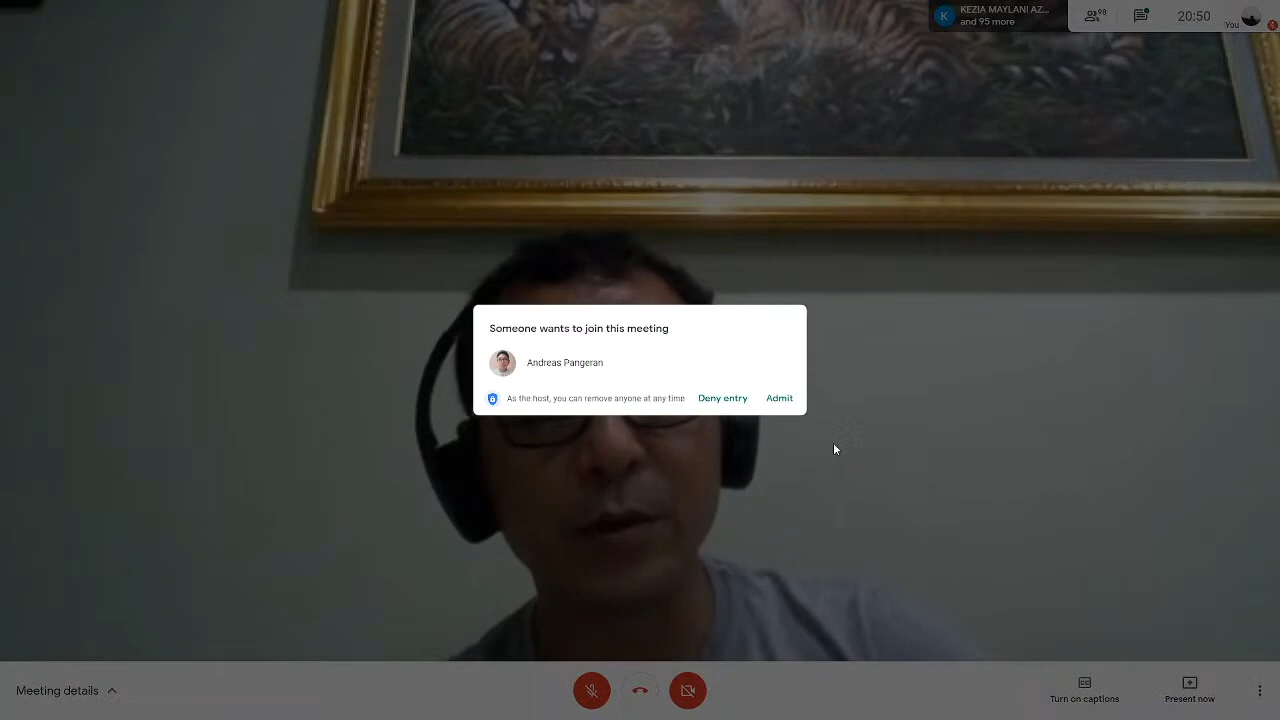 K
KEZIA MAYLANI AZ...
and 95 more
98
20:50
You
Someone wants to join this meeting
Andreas Pangeran
As the host, you can remove anyone at any time
Deny entry
Admit
Meeting details
Turn on captions
Present now